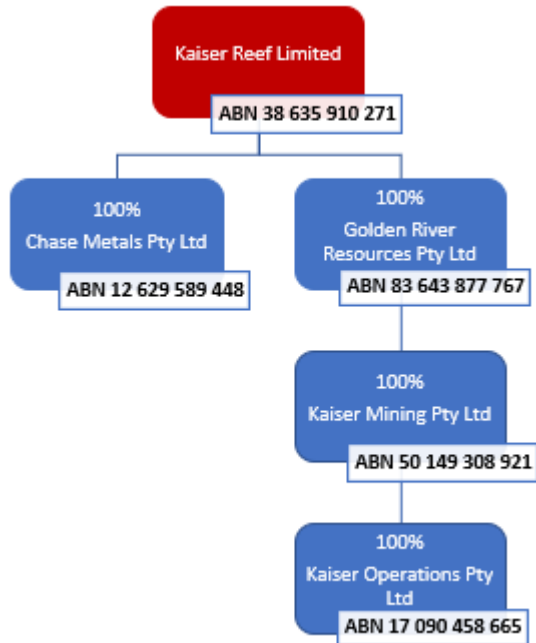 Kaiser Reef Limited
ABN 38 635 910 271
100%
Chase Metals Pty Ltd
ABN 12 629 589 448
100%
Golden River
Resources Pty Ltd
ABN 83 643 877 767
100%
Kaiser Mining Pty Ltd
ABN 50 149 308 921
100%
Kaiser Operations Pty
Ltd
ABN 17 090 458 665